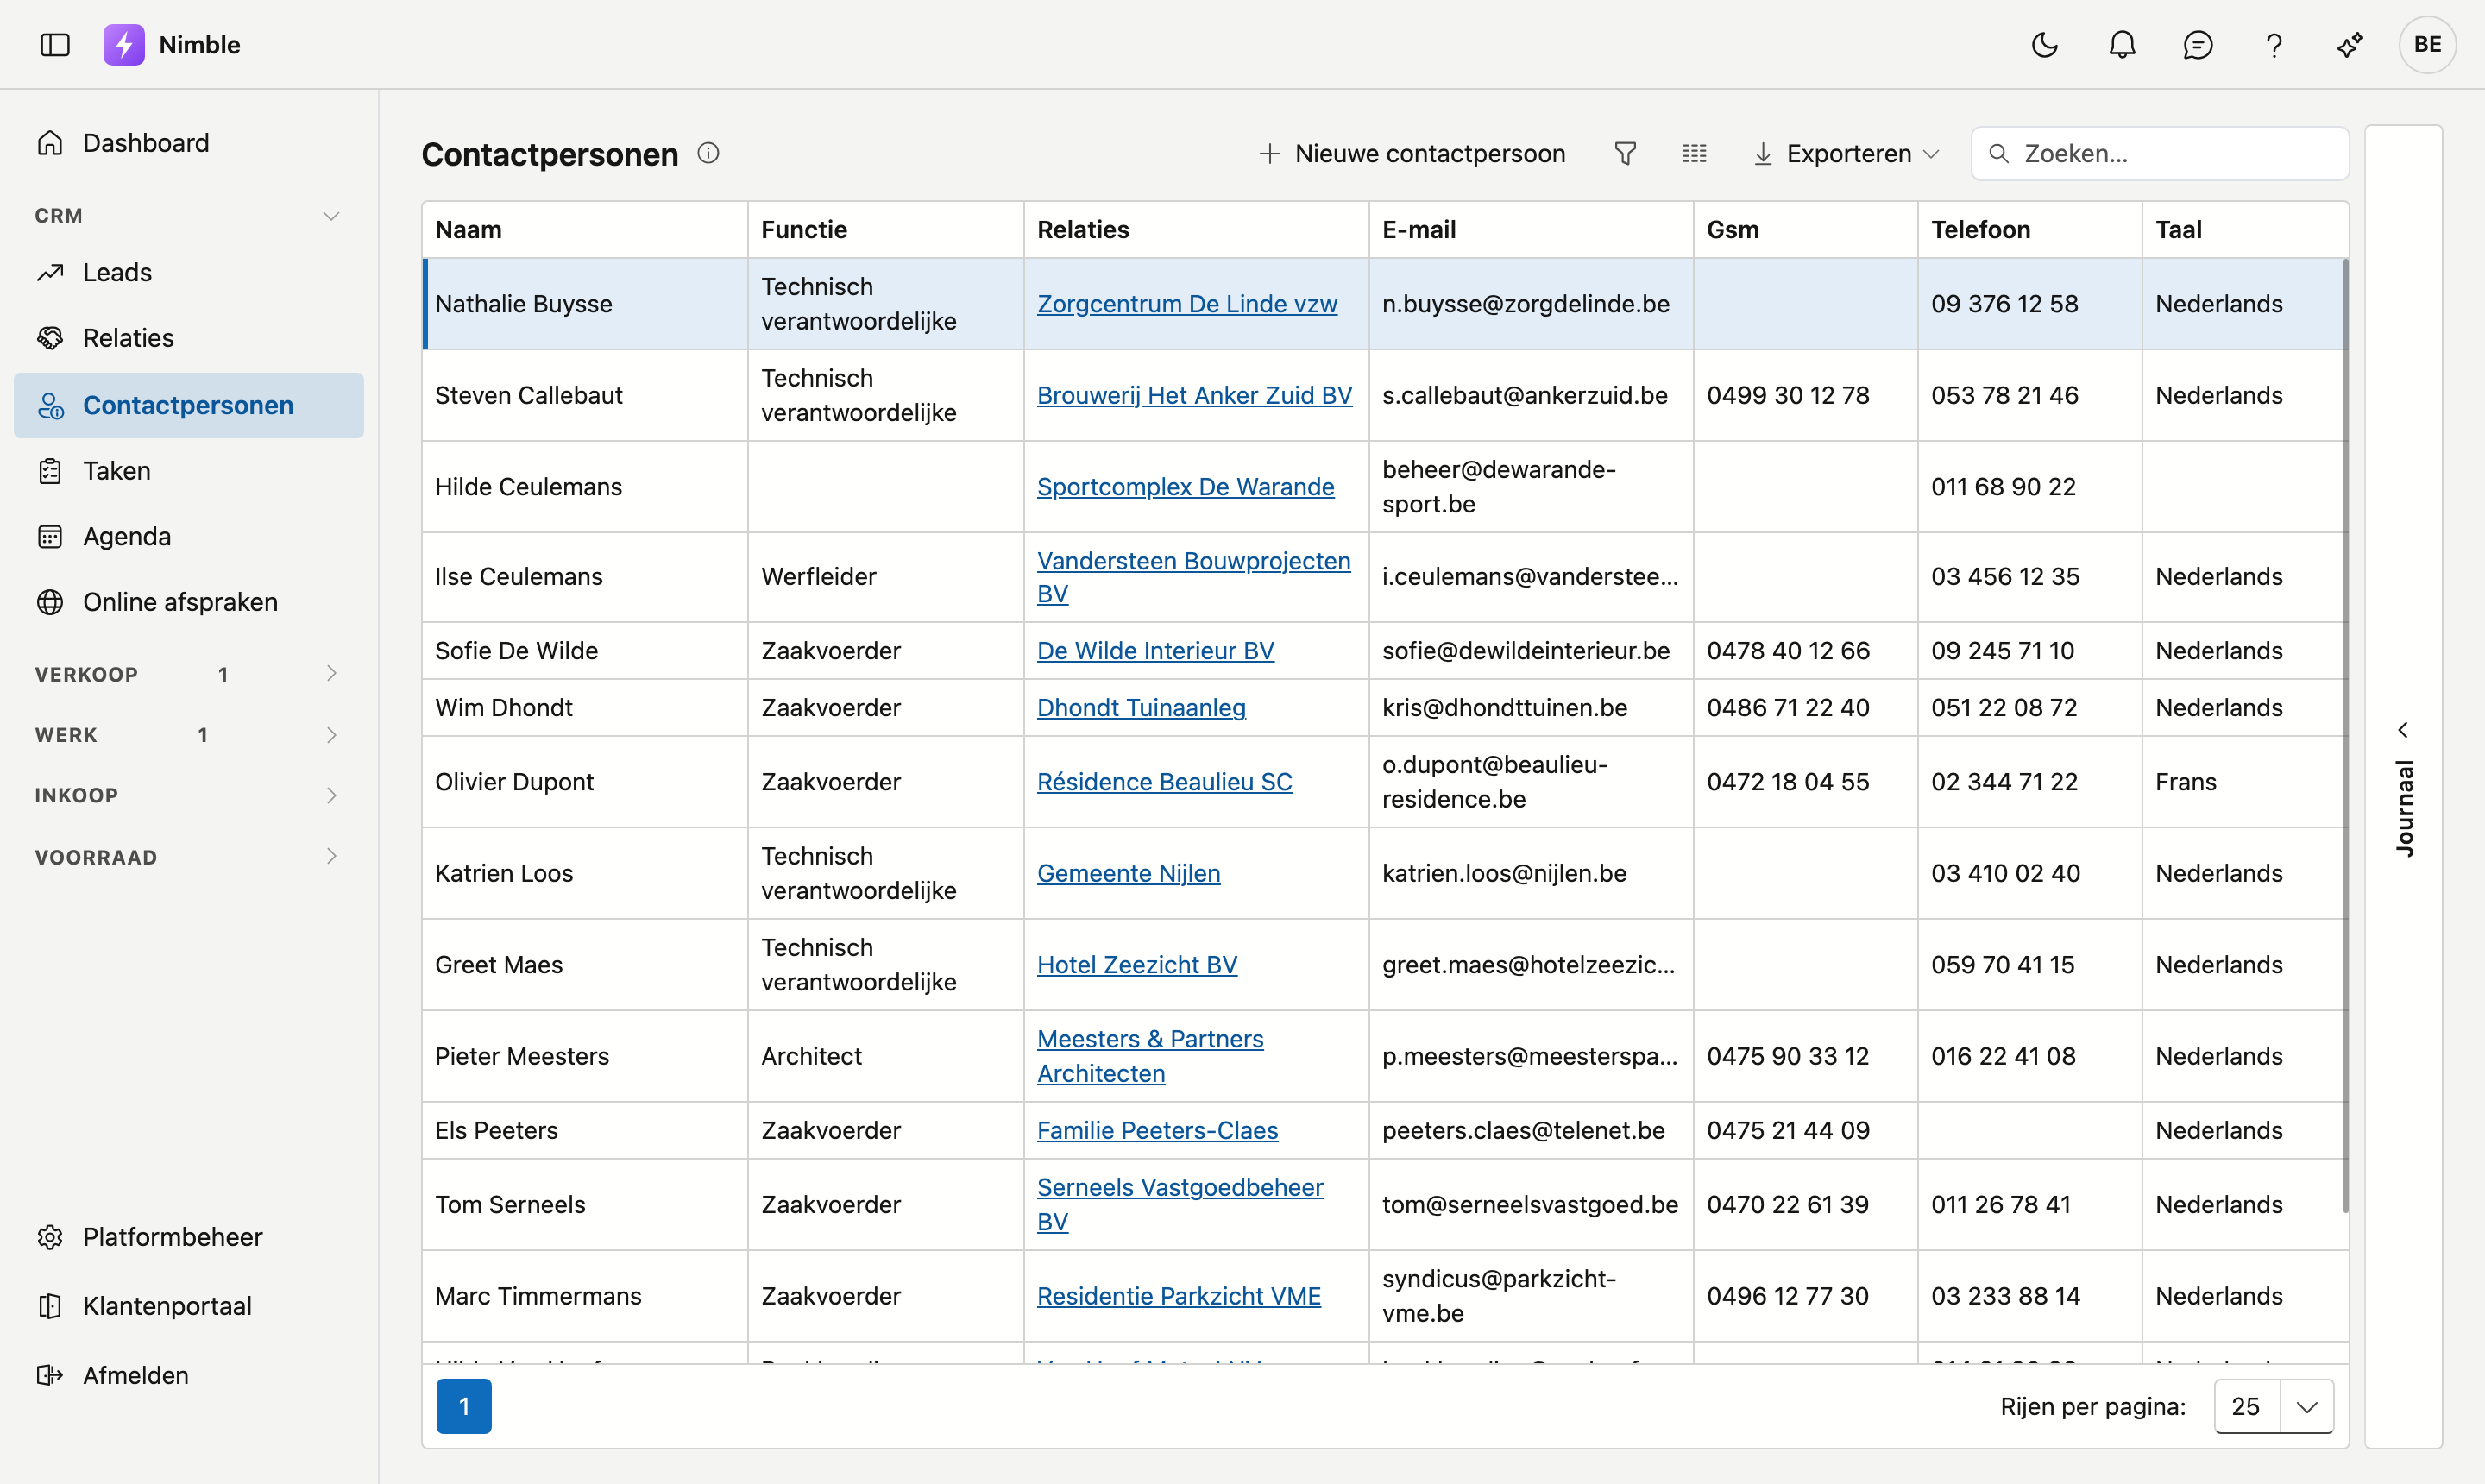 Nimble
BE
Dashboard
CRM
Leads
Relaties
Contactpersonen
Taken
Agenda
Online afspraken
VERKOOP 1
WERK 1
INKOOP
VOORRAAD
Platformbeheer
Klantenportaal
Afmelden
Contactpersonen
Nieuwe contactpersoon
Exporteren
Zoeken...
Naam Functie Relaties E-mail Gsm Telefoon Taal
Nathalie Buysse Technisch verantwoordelijke Zorgcentrum De Linde vzw n.buysse@zorgdelinde.be 09 376 12 58 Nederlands
Steven Callebaut Technisch verantwoordelijke Brouwerij Het Anker Zuid BV s.callebaut@ankerzuid.be 0499 30 12 78 053 78 21 46 Nederlands
Hilde Ceulemans Sportcomplex De Warande beheer@dewarande-sport.be 011 68 90 22
Ilse Ceulemans Werfleider Vandersteen Bouwprojecten BV i.ceulemans@vanderstee... 03 456 12 35 Nederlands
Sofie De Wilde Zaakvoerder De Wilde Interieur BV sofie@dewildeinterieur.be 0478 40 12 66 09 245 71 10 Nederlands
Wim Dhondt Zaakvoerder Dhondt Tuinaanleg kris@dhondttuinen.be 0486 71 22 40 051 22 08 72 Nederlands
Olivier Dupont Zaakvoerder Résidence Beaulieu SC o.dupont@beaulieu-residence.be 0472 18 04 55 02 344 71 22 Frans
Katrien Loos Technisch verantwoordelijke Gemeente Nijlen katrien.loos@nijlen.be 03 410 02 40 Nederlands
Greet Maes Technisch verantwoordelijke Hotel Zeezicht BV greet.maes@hotelzeezic... 059 70 41 15 Nederlands
Pieter Meesters Architect Meesters & Partners Architecten p.meesters@meesterspa... 0475 90 33 12 016 22 41 08 Nederlands
Els Peeters Zaakvoerder Familie Peeters-Claes peeters.claes@telenet.be 0475 21 44 09 Nederlands
Tom Serneels Zaakvoerder Serneels Vastgoedbeheer BV tom@serneelsvastgoed.be 0470 22 61 39 011 26 78 41 Nederlands
Marc Timmermans Zaakvoerder Residentie Parkzicht VME syndicus@parkzicht-vme.be 0496 12 77 30 03 233 88 14 Nederlands
1
Rijen per pagina: 25
Journaal